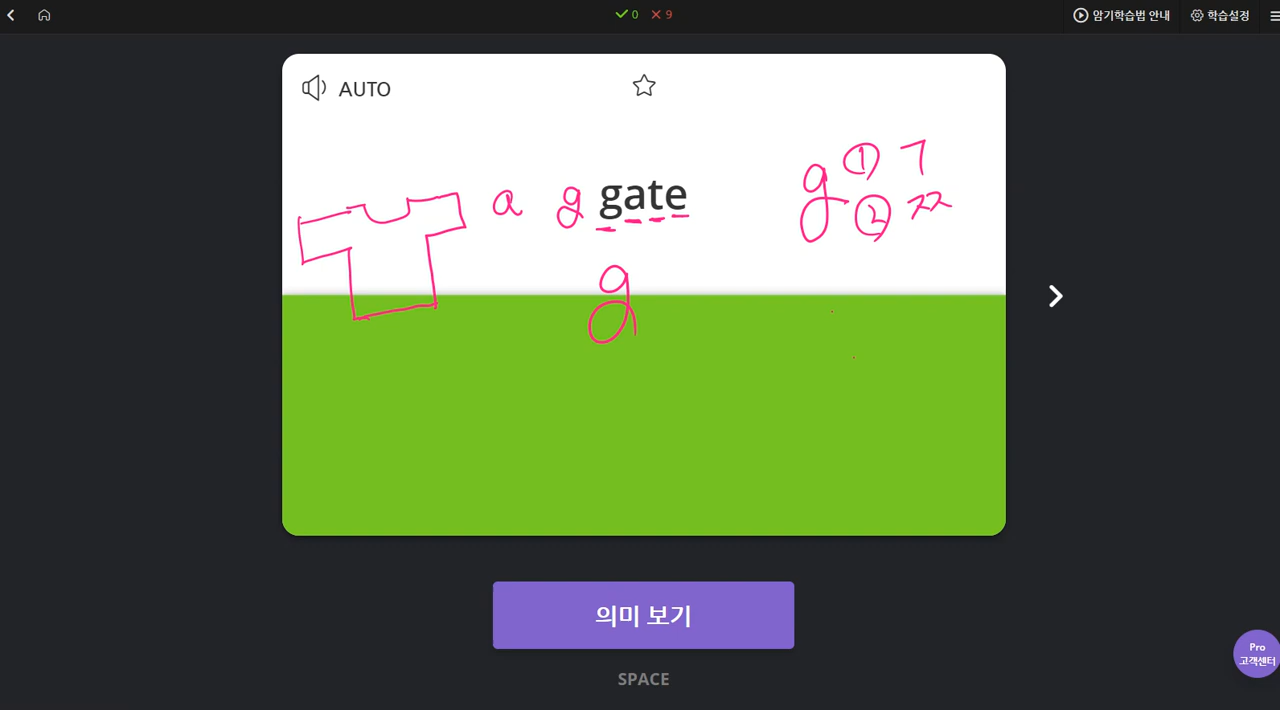 0 9 암기학습법 안내 학습설정
AUTO
a g gate
g ① ㄱ
② ㅈㅈ
g
의미 보기
SPACE
Pro
고객센터